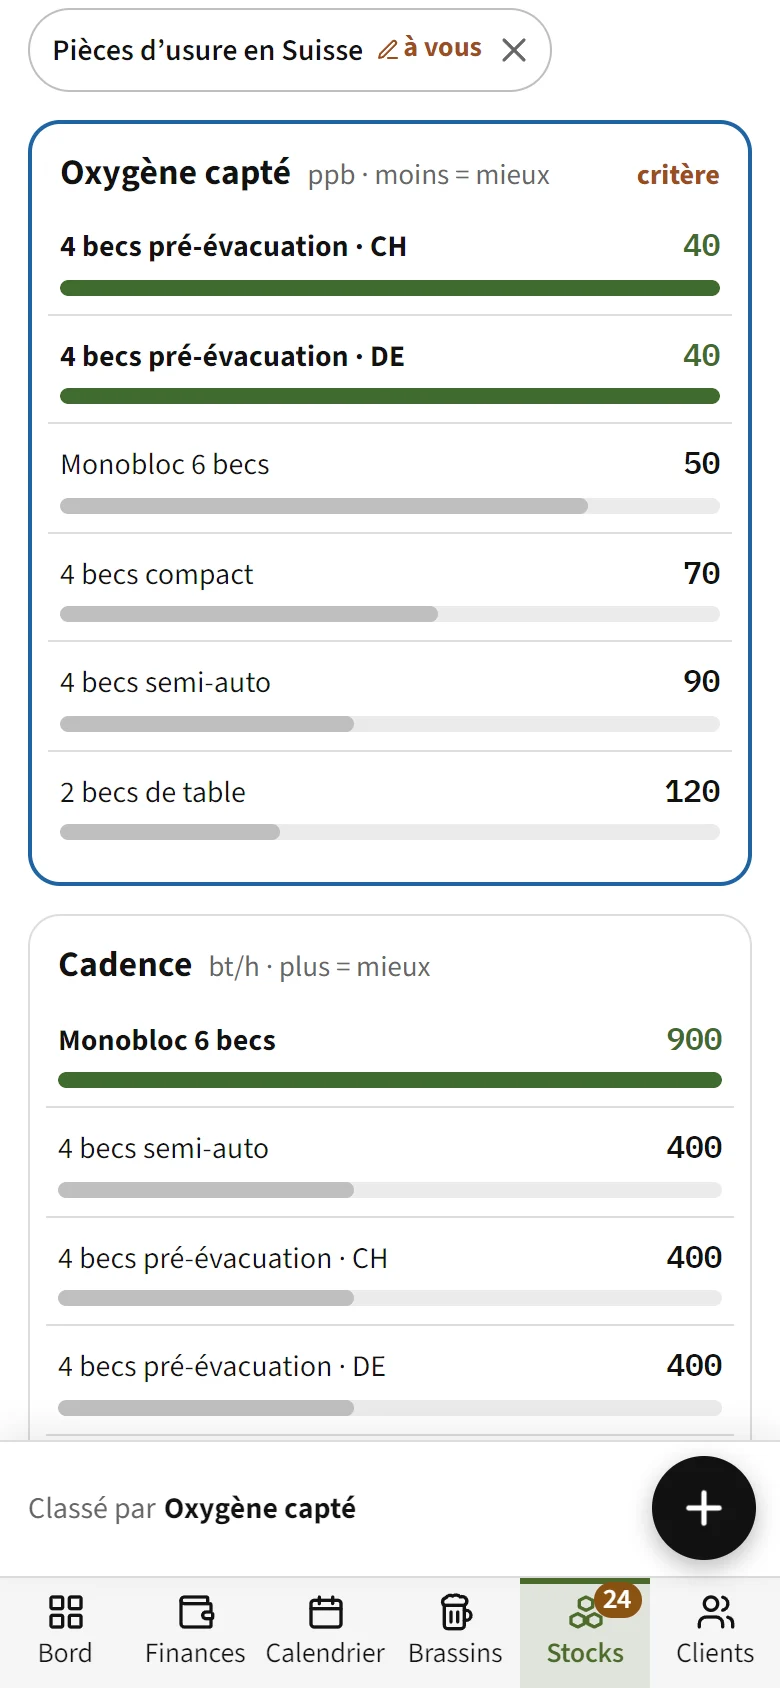 Pièces d’usure en Suisse à vous
Oxygène capté ppb · moins = mieux critère
4 becs pré-évacuation · CH 40
4 becs pré-évacuation · DE 40
Monobloc 6 becs 50
4 becs compact 70
4 becs semi-auto 90
2 becs de table 120
Cadence bt/h · plus = mieux
Monobloc 6 becs 900
4 becs semi-auto 400
4 becs pré-évacuation · CH 400
4 becs pré-évacuation · DE 400
Classé par Oxygène capté
24
Bord Finances Calendrier Brassins Stocks Clients